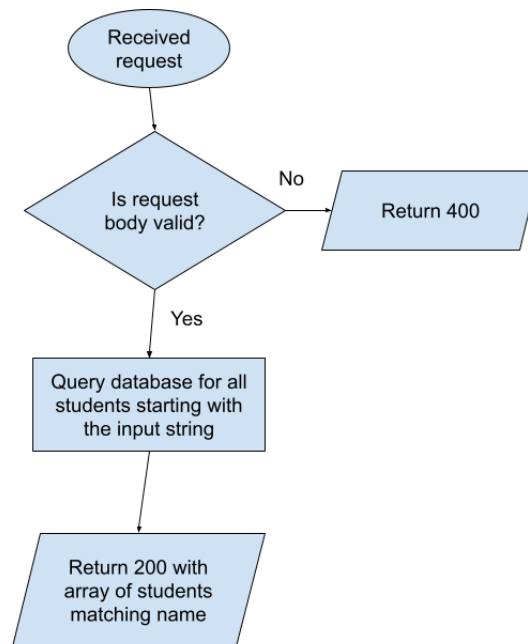 Received
request
Is request
body valid?
No
Return 400
Yes
Query database for all
students starting with
the input string
Return 200 with
array of students
matching name